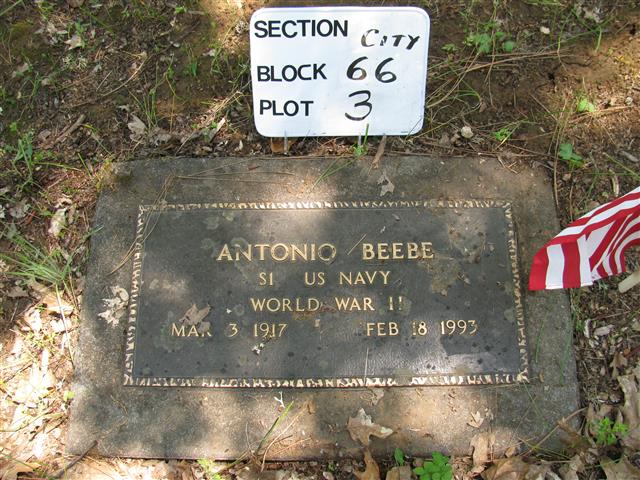 SECTION CITY
BLOCK 66
PLOT 3
ANTONIO BEEBE
S1 US NAVY
WORLD WAR II
MAR 3 1917 FEB 18 1993